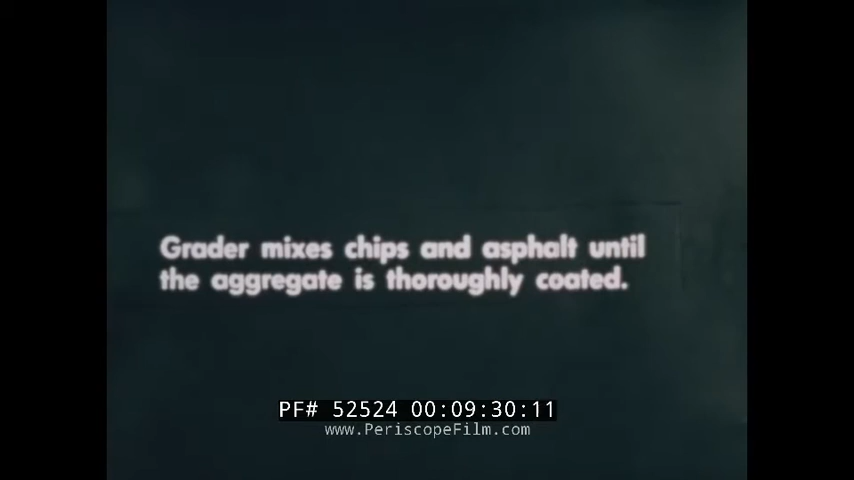 Grader mixes chips and asphalt until
the aggregate is thoroughly coated.
PF# 52524 00:09:30:11
www.PeriscopeFilm.com